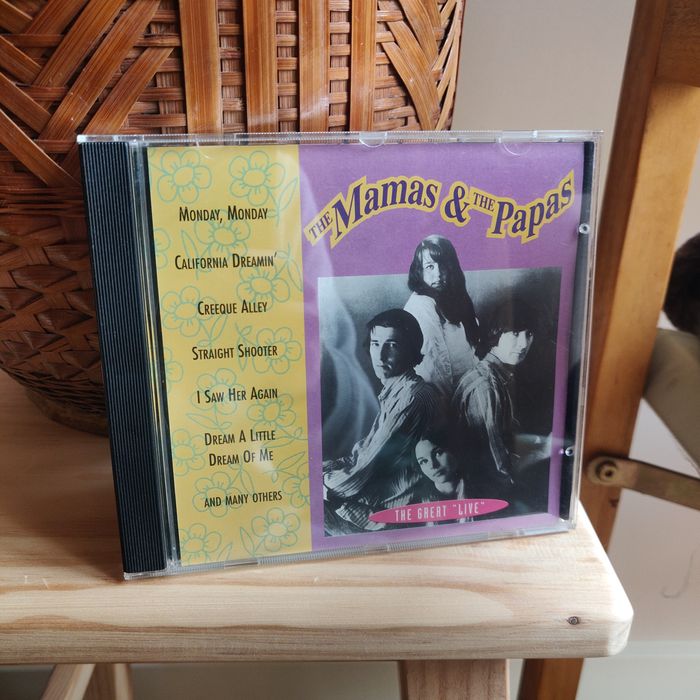 THE MAMAS & THE PAPAS
MONDAY, MONDAY
CALIFORNIA DREAMIN'
CREEQUE ALLEY
STRAIGHT SHOOTER
I SAW HER AGAIN
DREAM A LITTLE
DREAM OF ME
AND MANY OTHERS
THE GREAT "LIVE"